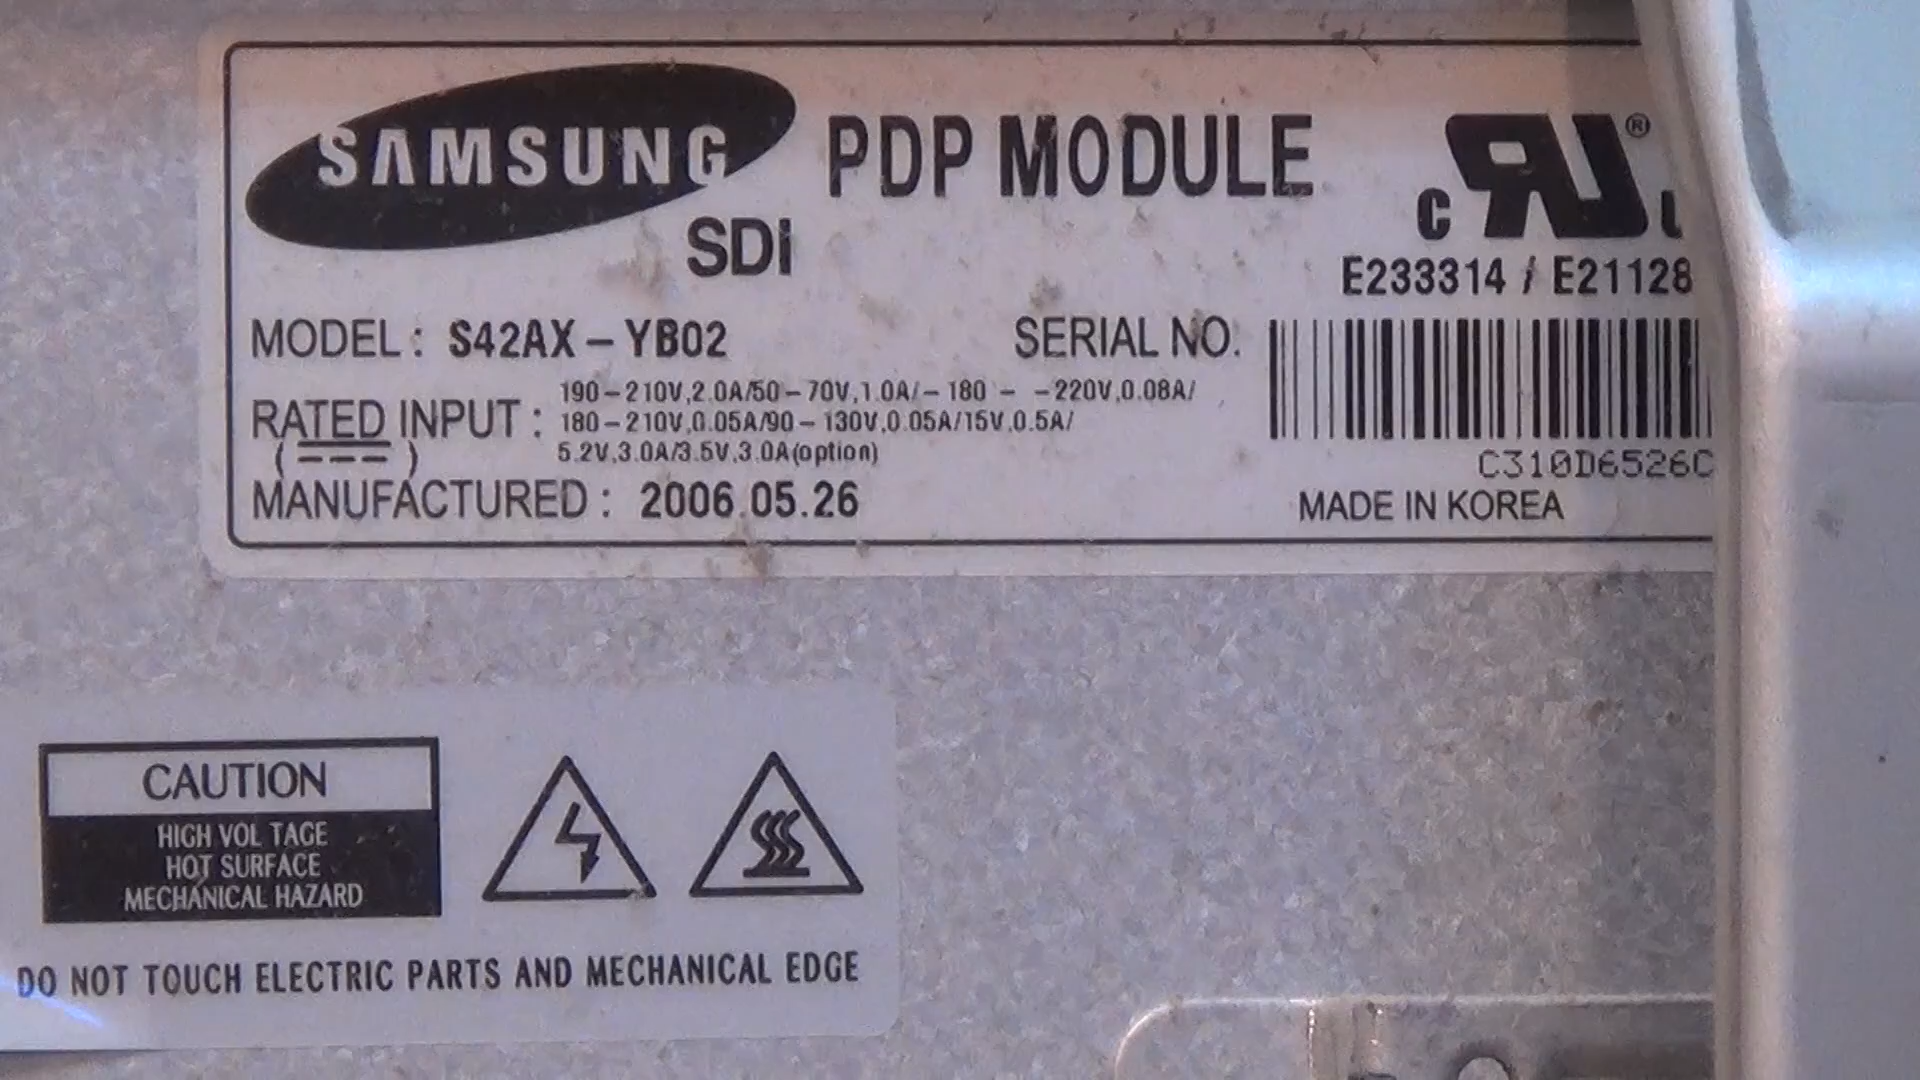 SAMSUNG
SDI
PDP MODULE
®
c
E233314 / E21128
MODEL : S42AX-YB02
SERIAL NO.
RATED INPUT :
190-210V,2.0A/50-70V,1.0A/-180 - -220V,0.08A/
180-210V,0.05A/90-130V,0.05A/15V,0.5A/
5.2V,3.0A/3.5V,3.0A(option)
C310D6526C
MANUFACTURED : 2006.05.26
MADE IN KOREA
CAUTION
HIGH VOL TAGE
HOT SURFACE
MECHANICAL HAZARD
DO NOT TOUCH ELECTRIC PARTS AND MECHANICAL EDGE